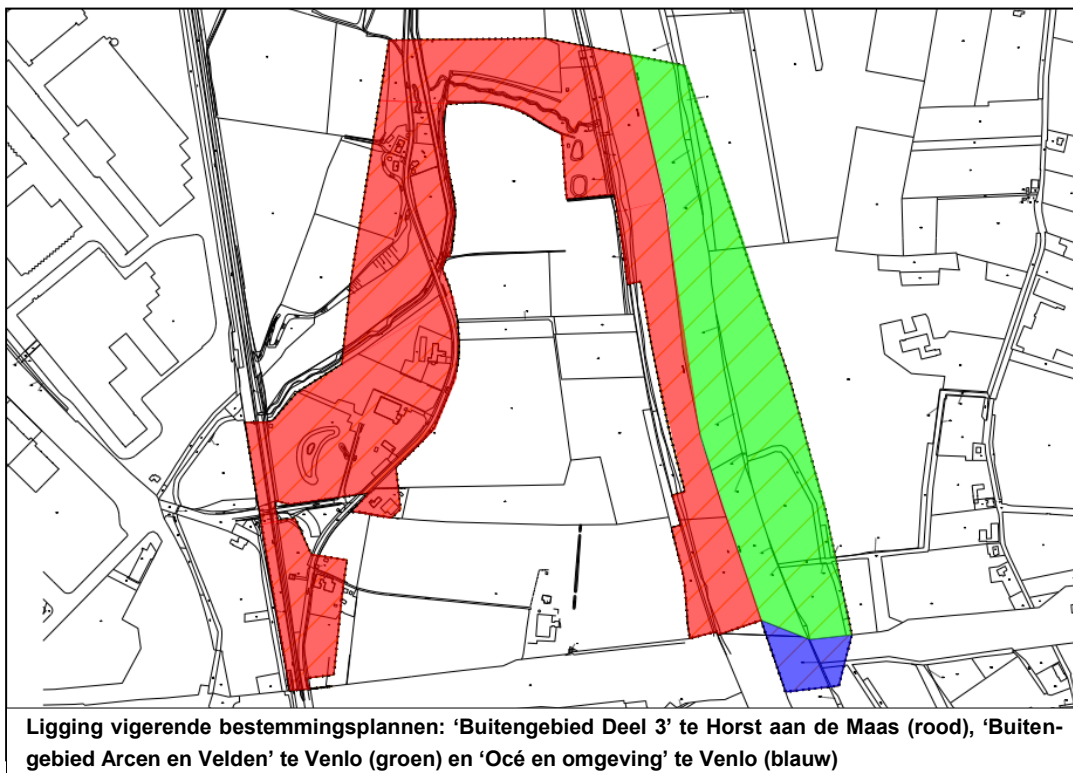 Ligging vigerende bestemmingsplannen: ‘Buitengebied Deel 3’ te Horst aan de Maas (rood), ‘Buiten-
gebied Arcen en Velden’ te Venlo (groen) en ‘Océ en omgeving’ te Venlo (blauw)